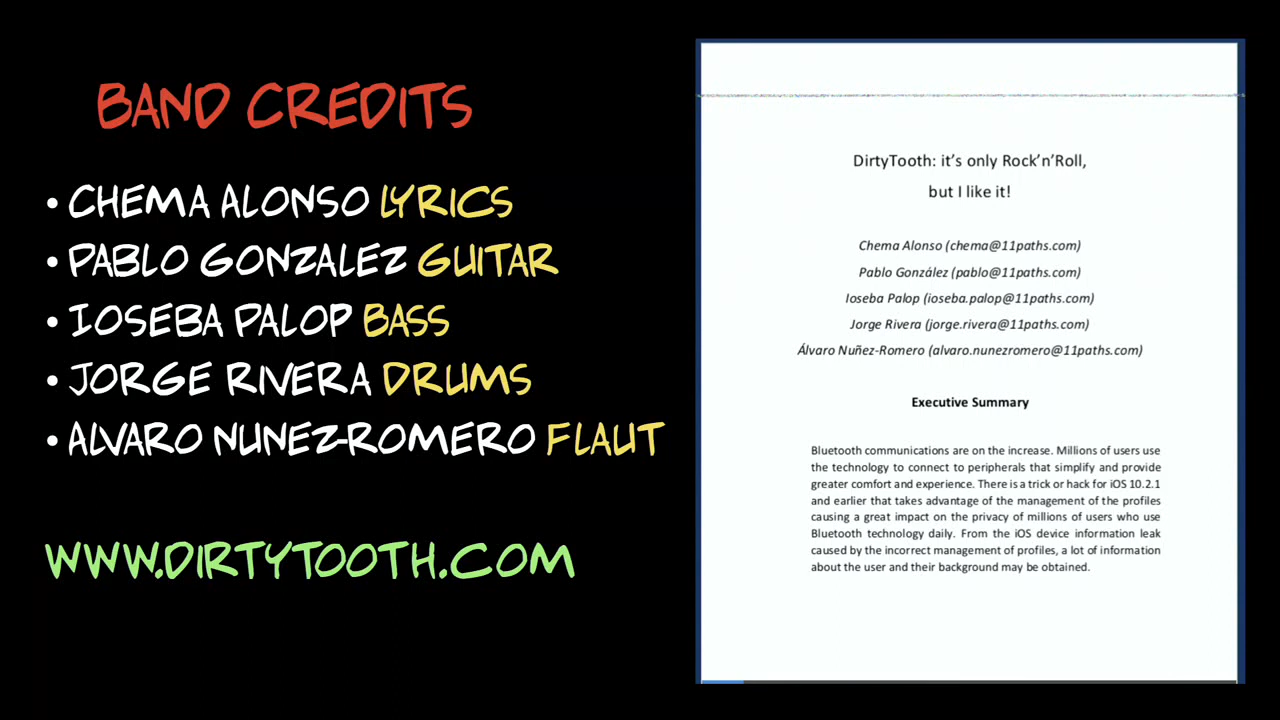 BAND CREDITS
• CHEMA ALONSO LYRICS
• PABLO GONZALEZ GUITAR
• IOSEBA PALOP BASS
• JORGE RIVERA DRUMS
• ALVARO NUNEZ-ROMERO FLAUT
WWW.DIRTYTOOTH.COM
DirtyTooth: it's only Rock'n'Roll,
but I like it!
Chema Alonso (chema@11paths.com)
Pablo González (pablo@11paths.com)
Ioseba Palop (ioseba.palop@11paths.com)
Jorge Rivera (jorge.rivera@11paths.com)
Álvaro Nuñez-Romero (alvaro.nunezromero@11paths.com)
Executive Summary
Bluetooth communications are on the increase. Millions of users use
the technology to connect to peripherals that simplify and provide
greater comfort and experience. There is a trick or hack for iOS 10.2.1
and earlier that takes advantage of the management of the profiles
causing a great impact on the privacy of millions of users who use
Bluetooth technology daily. From the iOS device information leak
caused by the incorrect management of profiles, a lot of information
about the user and their background may be obtained.